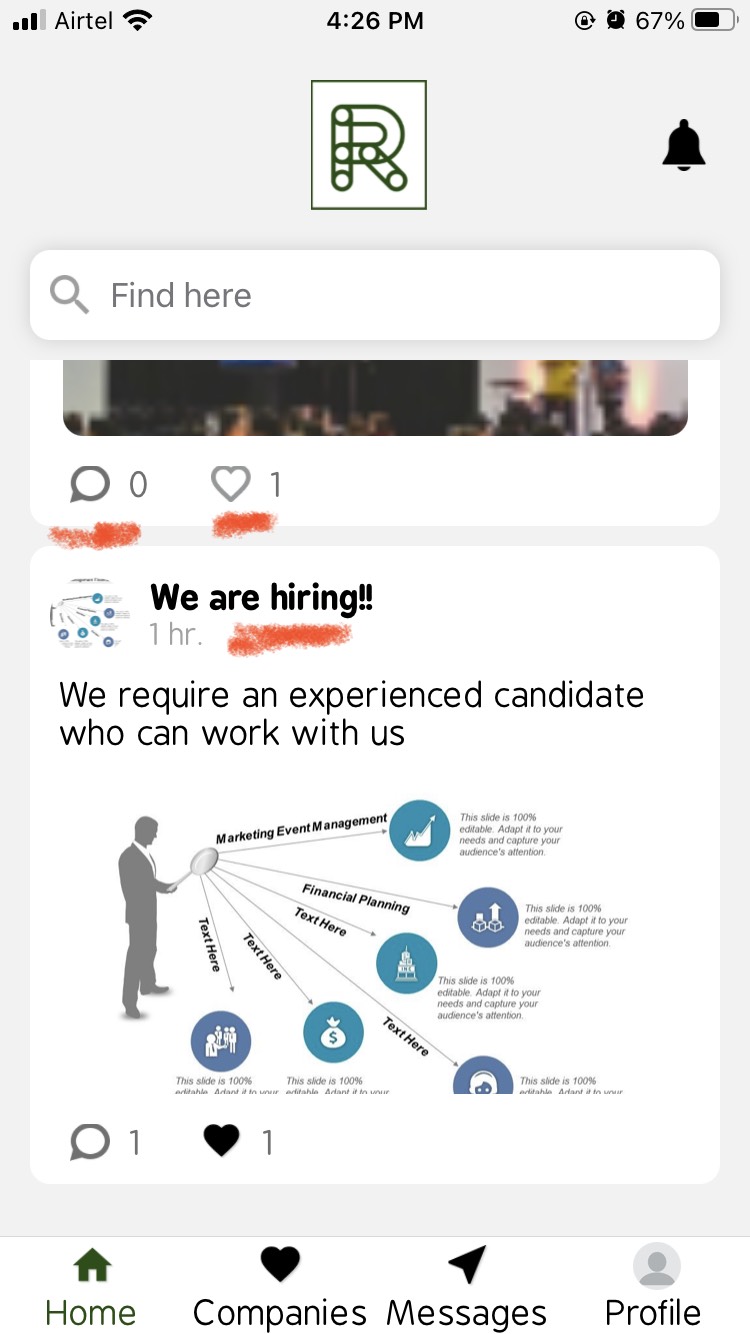 Airtel 4:26 PM 67%
R
Find here
0 1
We are hiring!!
1 hr.
We require an experienced candidate
who can work with us
Marketing Event Management
This slide is 100%
editable. Adapt it to your
needs and capture your
audience's attention.
Financial Planning
This slide is 100%
editable. Adapt it to your
needs and capture your
audience's attention.
Text Here
This slide is 100%
editable. Adapt it to your
needs and capture your
audience's attention.
Text Here
Text Here
Text Here
This slide is 100%
editable. Adapt it to your
This slide is 100%
editable. Adapt it to your
This slide is 100%
editable. Adapt it to your
1 1
Home Companies Messages Profile